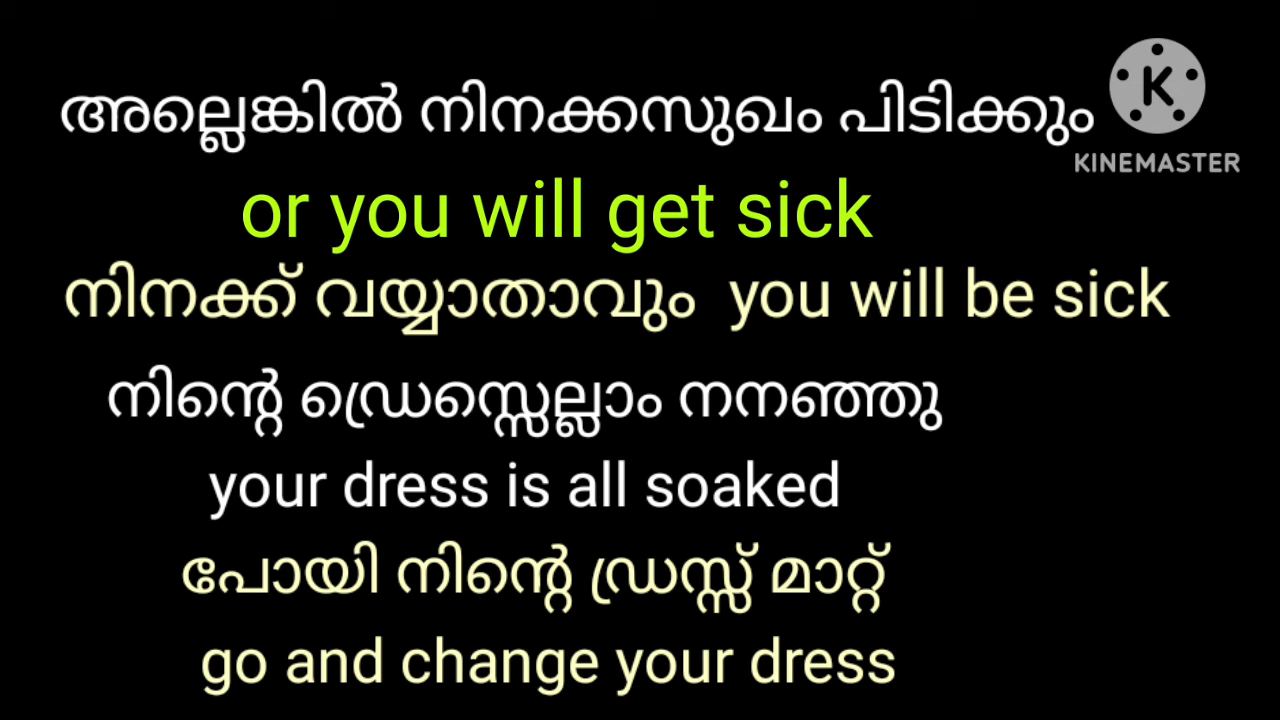 അല്ലെങ്കിൽ നിനക്കസുഖം പിടിക്കും
K
KINEMASTER
or you will get sick
നിനക്ക് വയ്യാതാവും you will be sick
നിന്റെ ഡ്രെസ്സെല്ലാം നനഞ്ഞു
your dress is all soaked
പോയി നിന്റെ ഡ്രസ്സ് മാറ്റ്
go and change your dress